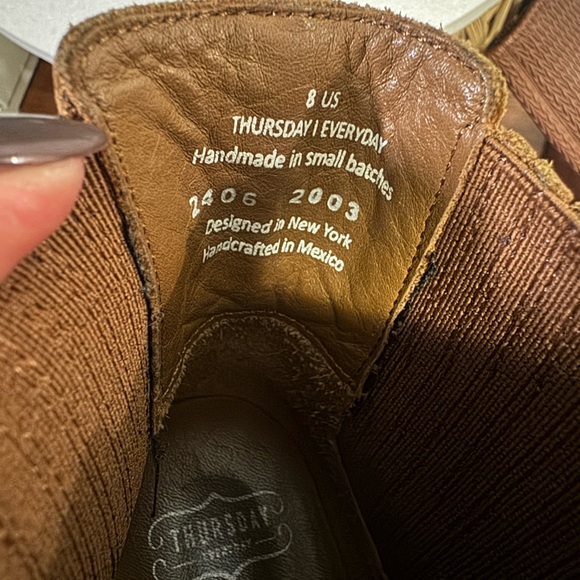 8 US
THURSDAY | EVERYDAY
Handmade in small batches
2406 2003
Designed in New York
Handcrafted in Mexico
THURSDAY